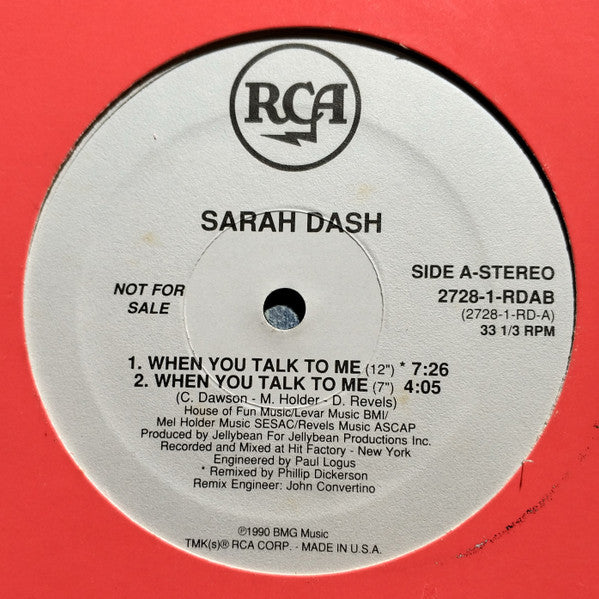 RCA
SARAH DASH
SIDE A-STEREO
NOT FOR
SALE
2728-1-RDAB
(2728-1-RD-A)
33 1/3 RPM
1. WHEN YOU TALK TO ME (12") * 7:26
2. WHEN YOU TALK TO ME (7") 4:05
(C. Dawson - M. Holder - D. Revels)
House of Fun Music/Levar Music BMI/
Mel Holder Music SESAC/Revels Music ASCAP
Produced by Jellybean For Jellybean Productions Inc.
Recorded and Mixed at Hit Factory - New York
Engineered by Paul Logus
* Remixed by Phillip Dickerson
Remix Engineer: John Convertino
℗1990 BMG Music
TMK(s)® RCA CORP. - MADE IN U.S.A.